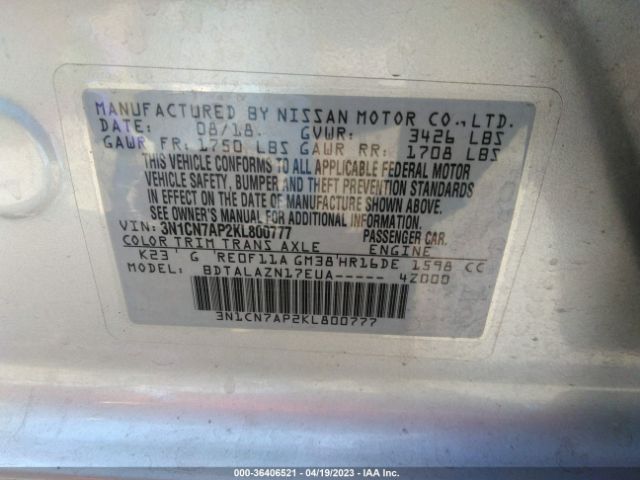 MANUFACTURED BY NISSAN MOTOR CO., LTD.
DATE: 08/18. GVWR: 3426 LBS
GAWR FR: 1750 LBS GAWR RR: 1708 LBS
THIS VEHICLE CONFORMS TO ALL APPLICABLE FEDERAL MOTOR
VEHICLE SAFETY, BUMPER AND THEFT PREVENTION STANDARDS
IN EFFECT ON THE DATE OF MANUFACTURE SHOWN ABOVE.
SEE OWNER'S MANUAL FOR ADDITIONAL INFORMATION.
VIN: 3N1CN7AP2KL800777 PASSENGER CAR.
COLOR TRIM TRANS AXLE ENGINE
K23 G RE0F11A GM38 HR16DE 1598 CC
MODEL: BDTALAZN17EUA----- 4Z000
3N1CN7AP2KL800777
000-36406521 - 04/19/2023 - IAA Inc.